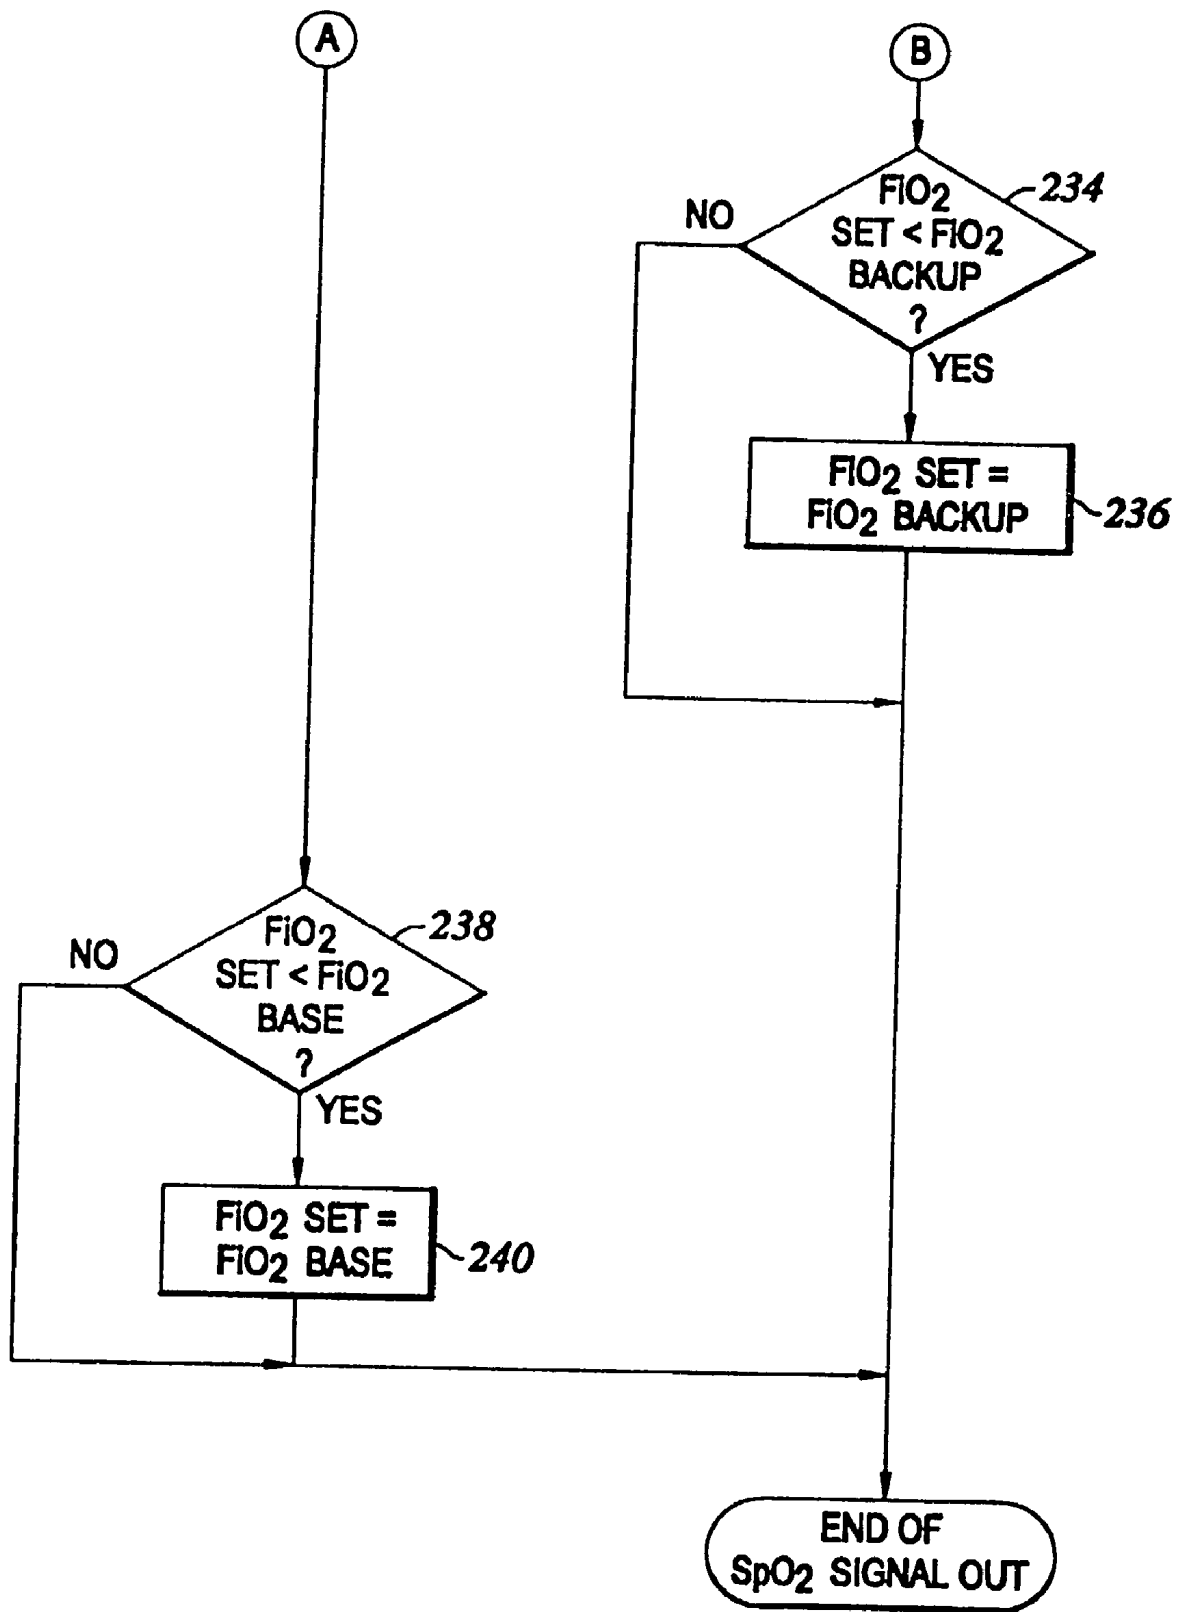 A
B
FiO2
SET < FiO2
BACKUP
?
234
NO
YES
FiO2 SET =
FiO2 BACKUP
236
FiO2
SET < FiO2
BASE
?
238
NO
YES
FiO2 SET =
FiO2 BASE
240
END OF
SpO2 SIGNAL OUT